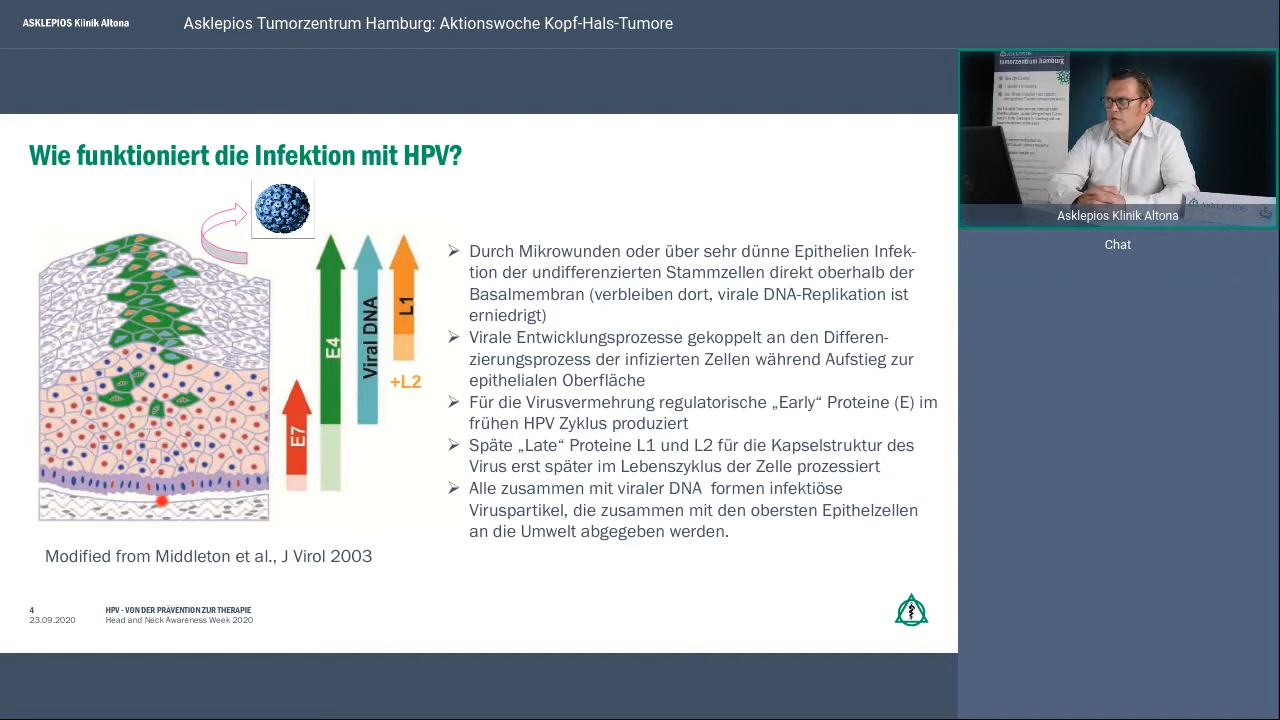 ASKLEPIOS Klinik Altona
Asklepios Tumorzentrum Hamburg: Aktionswoche Kopf-Hals-Tumore
tumorzentrum hamburg
ASKLEPIOS
Asklepios Klinik Altona
Chat
Wie funktioniert die Infektion mit HPV?
E7
E4
Viral DNA
L1
+L2
Modified from Middleton et al., J Virol 2003
➢ Durch Mikrowunden oder über sehr dünne Epithelien Infek-
tion der undifferenzierten Stammzellen direkt oberhalb der
Basalmembran (verbleiben dort, virale DNA-Replikation ist
erniedrigt)
➢ Virale Entwicklungsprozesse gekoppelt an den Differen-
zierungsprozess der infizierten Zellen während Aufstieg zur
epithelialen Oberfläche
➢ Für die Virusvermehrung regulatorische „Early“ Proteine (E) im
frühen HPV Zyklus produziert
➢ Späte „Late“ Proteine L1 und L2 für die Kapselstruktur des
Virus erst später im Lebenszyklus der Zelle prozessiert
➢ Alle zusammen mit viraler DNA  formen infektiöse
Viruspartikel, die zusammen mit den obersten Epithelzellen
an die Umwelt abgegeben werden.
4
HPV - VON DER PRÄVENTION ZUR THERAPIE
23.09.2020
Head and Neck Awareness Week 2020